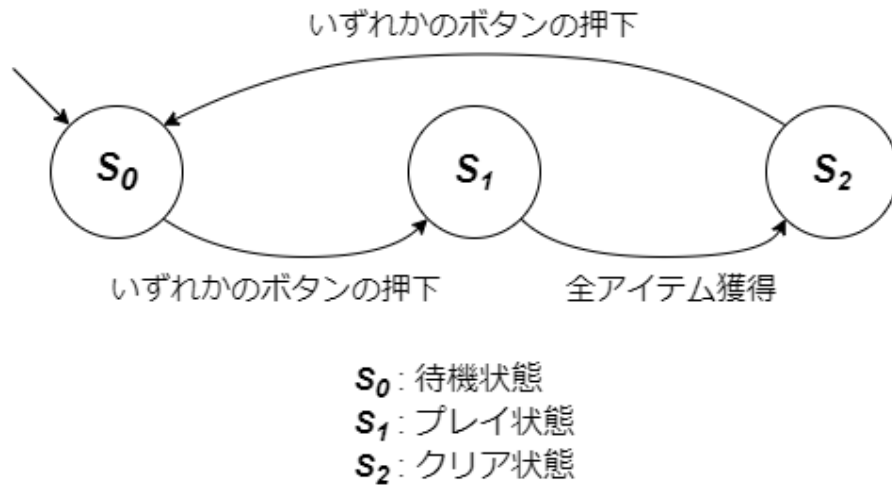 いずれかのボタンの押下
S₀
S₁
S₂
いずれかのボタンの押下
全アイテム獲得
S₀ : 待機状態
S₁ : プレイ状態
S₂ : クリア状態